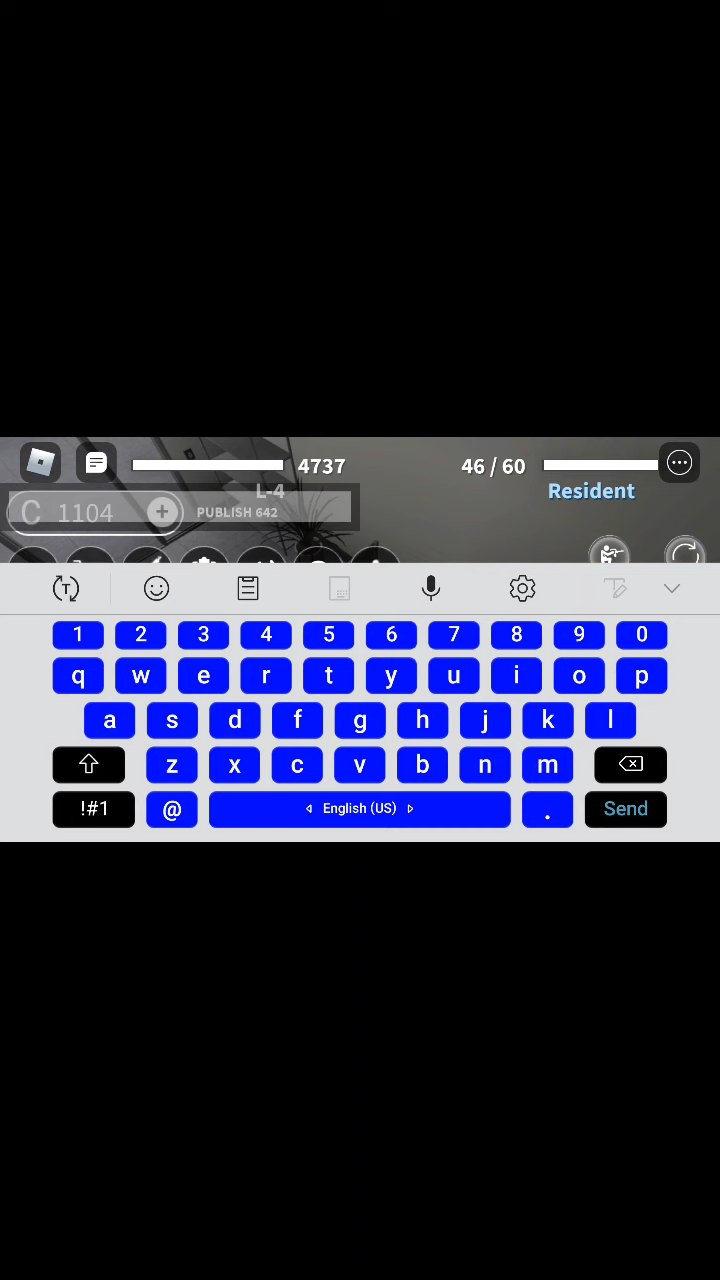 4737
46 / 60
L-4
Resident
C 1104 +
PUBLISH 642
T
1 2 3 4 5 6 7 8 9 0
q w e r t y u i o p
a s d f g h j k l
z x c v b n m
!#1 @ English (US) . Send